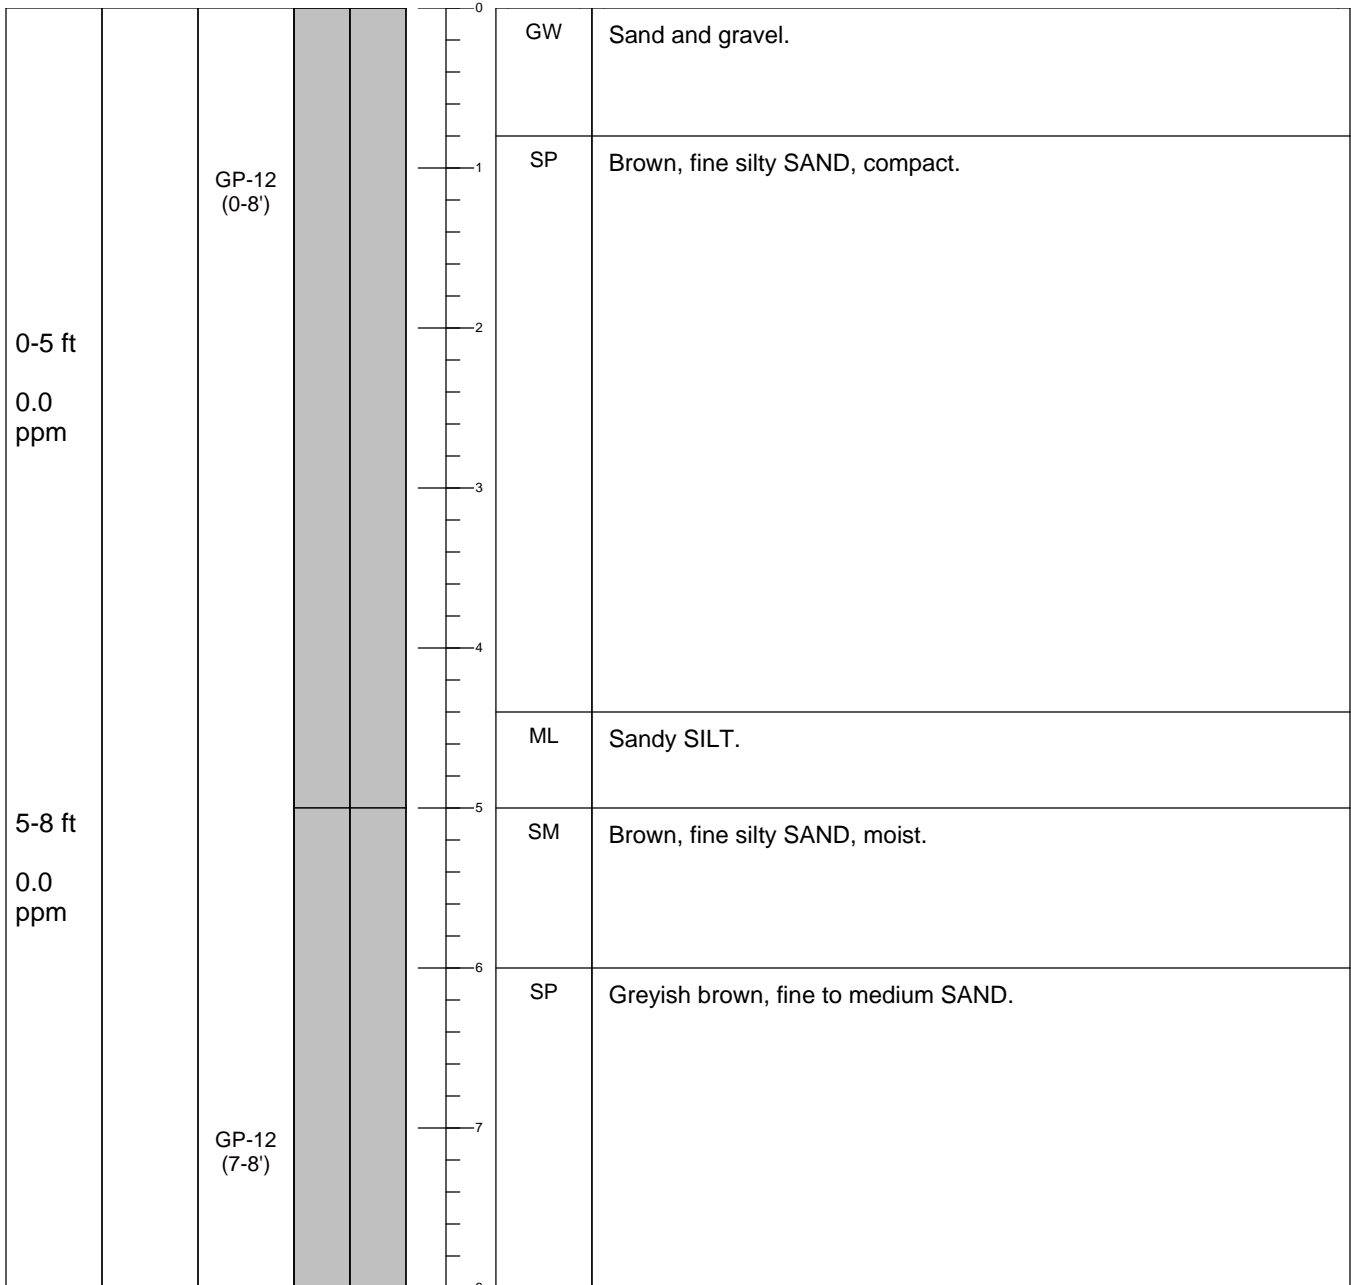 0
GW Sand and gravel.
SP Brown, fine silty SAND, compact.
1
GP-12
(0-8')
2
0-5 ft
0.0
ppm
3
4
ML Sandy SILT.
5
5-8 ft
SM Brown, fine silty SAND, moist.
0.0
ppm
6
SP Greyish brown, fine to medium SAND.
7
GP-12
(7-8')